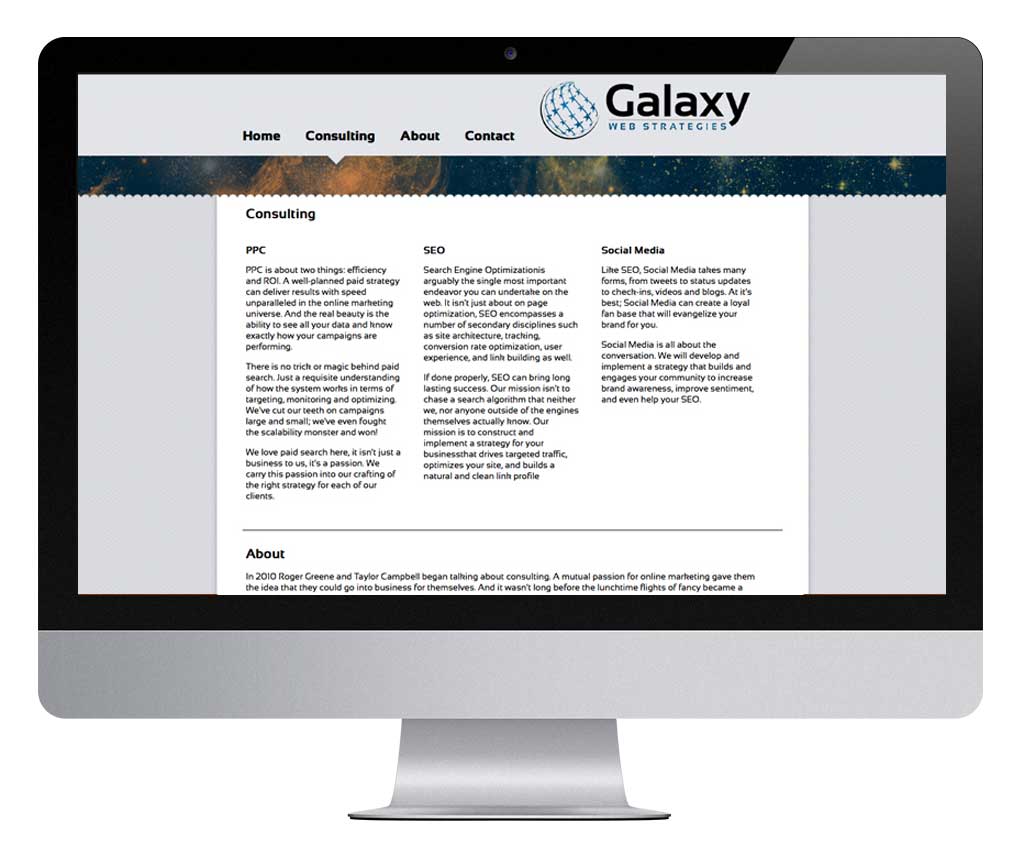 Galaxy
WEB STRATEGIES
Home Consulting About Contact
Consulting
PPC
PPC is about two things: efficiency
and ROI. A well-planned paid strategy
can deliver results with speed
unparalleled in the online marketing
universe. And the real beauty is the
ability to see all your data and know
exactly how your campaigns are
performing.
There is no trick or magic behind paid
search. Just a requisite understanding
of how the system works in terms of
targeting, monitoring and optimizing.
We've cut our teeth on campaigns
large and small; we've even fought
the scalability monster and won!
We love paid search here, it isn't just a
business to us, it's a passion. We
carry this passion into our crafting of
the right strategy for each of our
clients.
SEO
Search Engine Optimizationis
arguably the single most important
endeavor you can undertake on the
web. It isn't just about on page
optimization, SEO encompasses a
number of secondary disciplines such
as site architecture, tracking,
conversion rate optimization, user
experience, and link building as well.
If done properly, SEO can bring long
lasting success. Our mission isn't to
chase a search algorithm that neither
we, nor anyone outside of the engines
themselves actually know. Our
mission is to construct and
implement a strategy for your
businessthat drives targeted traffic,
optimizes your site, and builds a
natural and clean link profile
Social Media
Like SEO, Social Media takes many
forms, from tweets to status updates
to check-ins, videos and blogs. At it's
best; Social Media can create a loyal
fan base that will evangelize your
brand for you.
Social Media is all about the
conversation. We will develop and
implement a strategy that builds and
engages your community to increase
brand awareness, improve sentiment,
and even help your SEO.
About
In 2010 Roger Greene and Taylor Campbell began talking about consulting. A mutual passion for online marketing gave them
the idea that they could go into business for themselves. And it wasn't long before the lunchtime flights of fancy became a